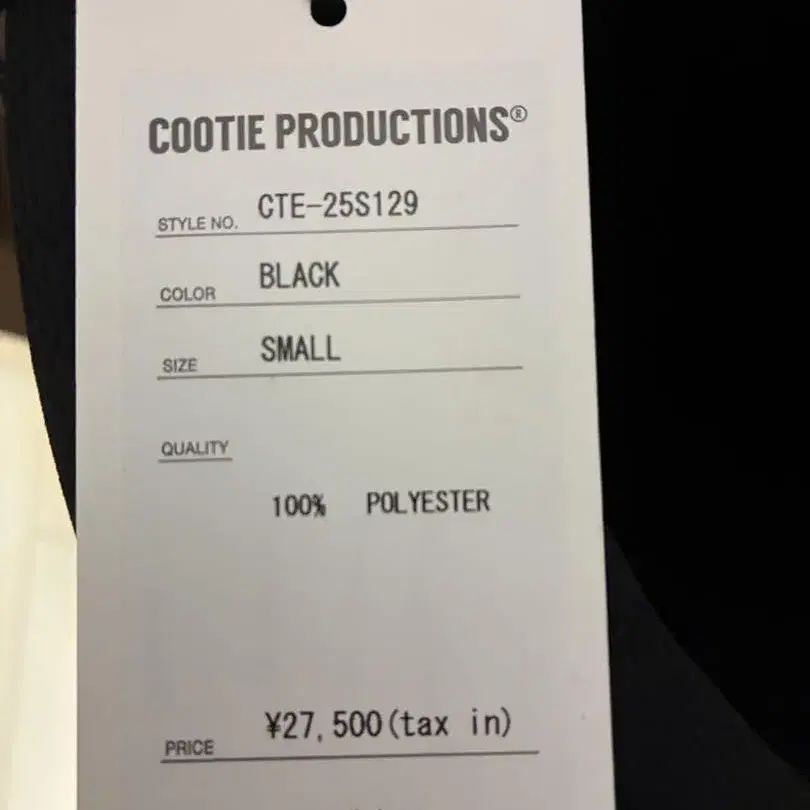 COOTIE PRODUCTIONS®
STYLE NO. CTE-25S129
COLOR BLACK
SIZE SMALL
QUALITY
100% POLYESTER
PRICE ¥27,500(tax in)